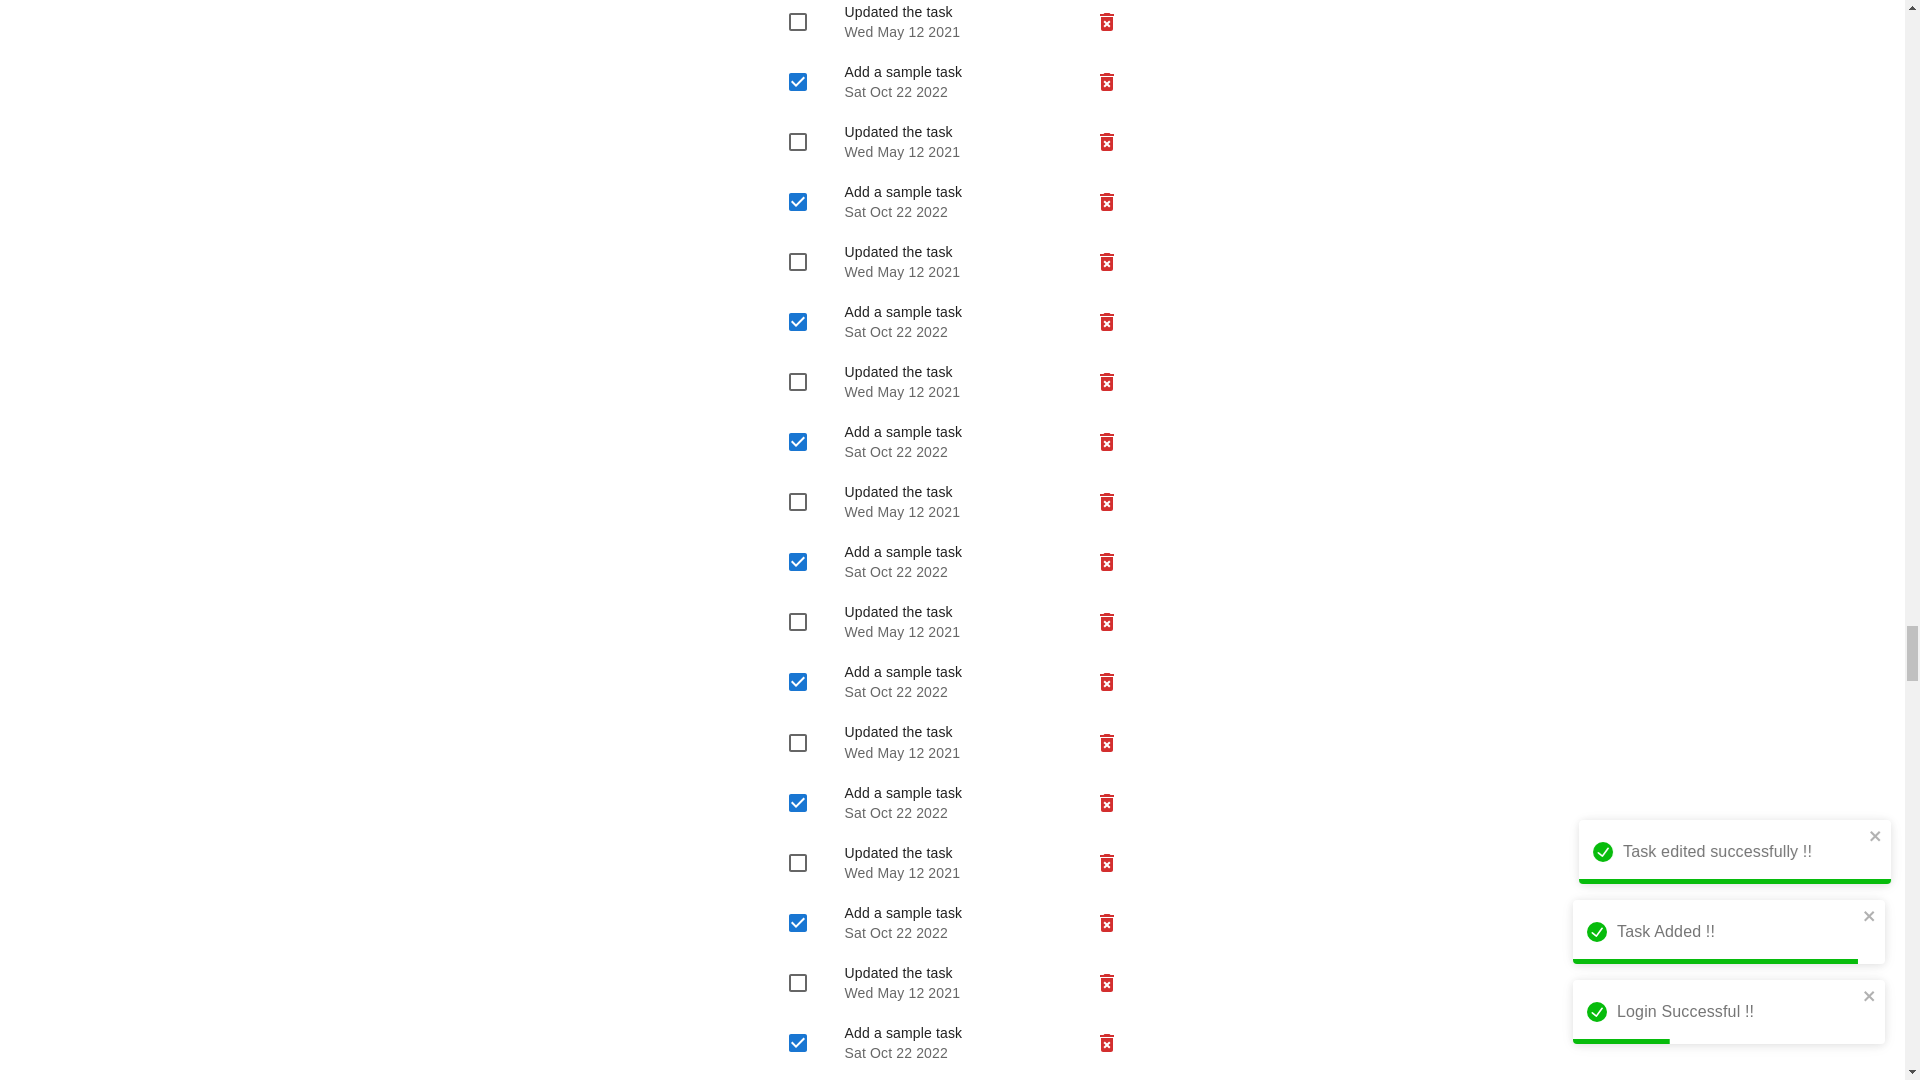 Updated the task
Wed May 12 2021
Add a sample task
Sat Oct 22 2022
Updated the task
Wed May 12 2021
Add a sample task
Sat Oct 22 2022
Updated the task
Wed May 12 2021
Add a sample task
Sat Oct 22 2022
Updated the task
Wed May 12 2021
Add a sample task
Sat Oct 22 2022
Updated the task
Wed May 12 2021
Add a sample task
Sat Oct 22 2022
Updated the task
Wed May 12 2021
Add a sample task
Sat Oct 22 2022
Updated the task
Wed May 12 2021
Add a sample task
Sat Oct 22 2022
Updated the task
Wed May 12 2021
Add a sample task
Sat Oct 22 2022
Updated the task
Wed May 12 2021
Add a sample task
Sat Oct 22 2022
Task edited successfully !!
Task Added !!
Login Successful !!